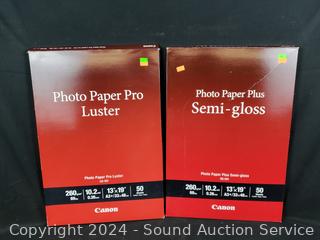 Photo Paper Pro
Luster
Photo Paper Pro Luster
260
10.2
13"x19"
50
Canon
Photo Paper Plus
Semi-gloss
Photo Paper Plus Semi-gloss
260
10.2
13"x19"
50
Canon
Copyright 2024 - Sound Auction Service